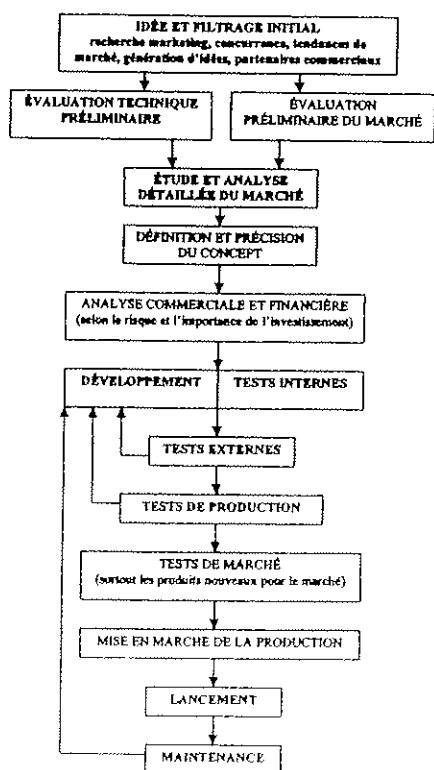 IDÉE ET FILTRAGE INITIAL
recherche marketing, concurrance, tendances de
marché, génération d'idées, partenaires commerciaux
ÉVALUATION TECHNIQUE
PRÉLIMINAIRE
ÉVALUATION
PRÉLIMINAIRE DU MARCHÉ
ÉTUDE ET ANALYSE
DÉTAILLÉE DU MARCHÉ
DÉFINITION ET PRÉCISION
DU CONCEPT
ANALYSE COMMERCIALE ET FINANCIÈRE
(selon le risque et l'importance de l'investissement)
DÉVELOPPEMENT
TESTS INTERNES
TESTS EXTERNES
TESTS DE PRODUCTION
TESTS DE MARCHÉ
(surtout les produits nouveaux pour le marché)
MISE EN MARCHE DE LA PRODUCTION
LANCEMENT
MAINTENANCE